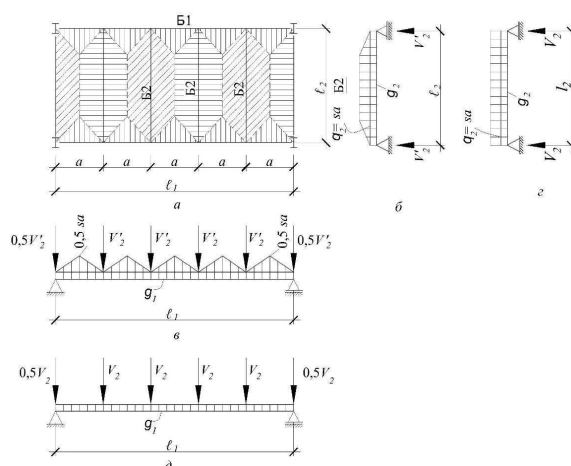 Б1
Б2
Б2
Б2
a a a a a
ℓ1
ℓ2
а
q2 = sa
Б2
g2
ℓ2
V'2
V'2
б
q2 = sa
g2
l2
V2
V2
г
0,5V'2 0,5 sa V'2 V'2 V'2 V'2 0,5 sa 0,5V'2
g1
ℓ1
в
0,5V2 V2 V2 V2 V2 0,5V2
g1
ℓ1
д